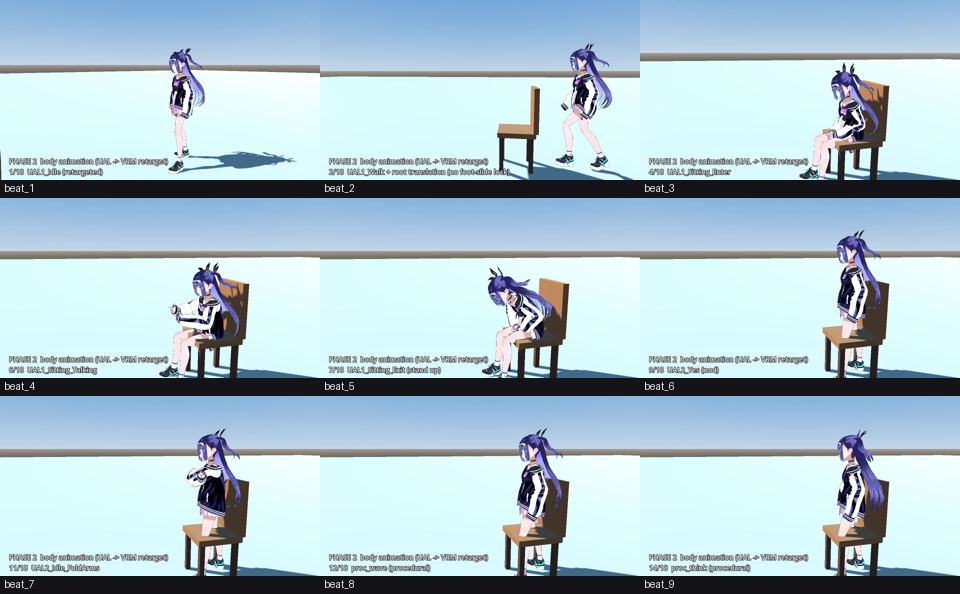 PHASE 2 body animation (UAL -> VRM retarget)
1/18 UAL1_Idle (retargeted)
beat_1
PHASE 2 body animation (UAL -> VRM retarget)
2/18 UAL1_Walk + root translation (no foot-slide lock)
beat_2
PHASE 2 body animation (UAL -> VRM retarget)
4/18 UAL1_Sitting_Enter
beat_3
PHASE 2 body animation (UAL -> VRM retarget)
6/18 UAL1_Sitting_Talking
beat_4
PHASE 2 body animation (UAL -> VRM retarget)
7/18 UAL1_Sitting_Exit (stand up)
beat_5
PHASE 2 body animation (UAL -> VRM retarget)
9/18 UAL2_Yes (nod)
beat_6
PHASE 2 body animation (UAL -> VRM retarget)
11/18 UAL2_Idle_FoldArms
beat_7
PHASE 2 body animation (UAL -> VRM retarget)
13/18 proc_wave (procedural)
beat_8
PHASE 2 body animation (UAL -> VRM retarget)
14/18 proc_think (procedural)
beat_9